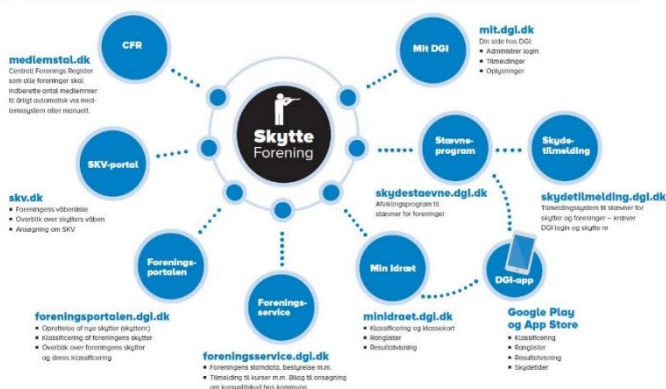 CFR
medlemstal.dk
Centralt Forenings Register
som alle foreninger skal
indberette antal medlemmer
til årligt automatisk via med-
lemssystem eller manuelt.
Mit DGI
mit.dgi.dk
Din side hos DGI:
▪ Administrer login
▪ Tilmeldinger
▪ Oplysninger
Skytte
Forening
SKV-portal
skv.dk
▪ Foreningens våbenliste
▪ Overblik over skytters våben
▪ Ansøgning om SKV
Stævne-
program
skydestaevne.dgi.dk
Afviklingsprogram til
stævner for foreninger
Skyde-
tilmelding
skydetilmelding.dgi.dk
Tilmeldingssystem til stævner for
skytter og foreninger – kræver
DGI login og skytte nr
Forenings-
portalen
foreningsportalen.dgi.dk
▪ Oprettelse af nye skytter (skyttenr.)
▪ Klassificering af foreningens skytter
▪ Overblik over foreningens skytter
og deres klassificering
Forenings-
service
foreningsservice.dgi.dk
▪ Foreningens stamdata, bestyrelse m.m.
▪ Tilmelding til kurser m.m. Bilag til ansøgning
om kursustilskud hos kommune
Min Idræt
minidraet.dgi.dk
▪ Klassificering og klassekort
▪ Ranglister
▪ Resultatvisning
DGI-app
Google Play
og App Store
▪ Klassificering
▪ Ranglister
▪ Resultatvisning
▪ Skydetider